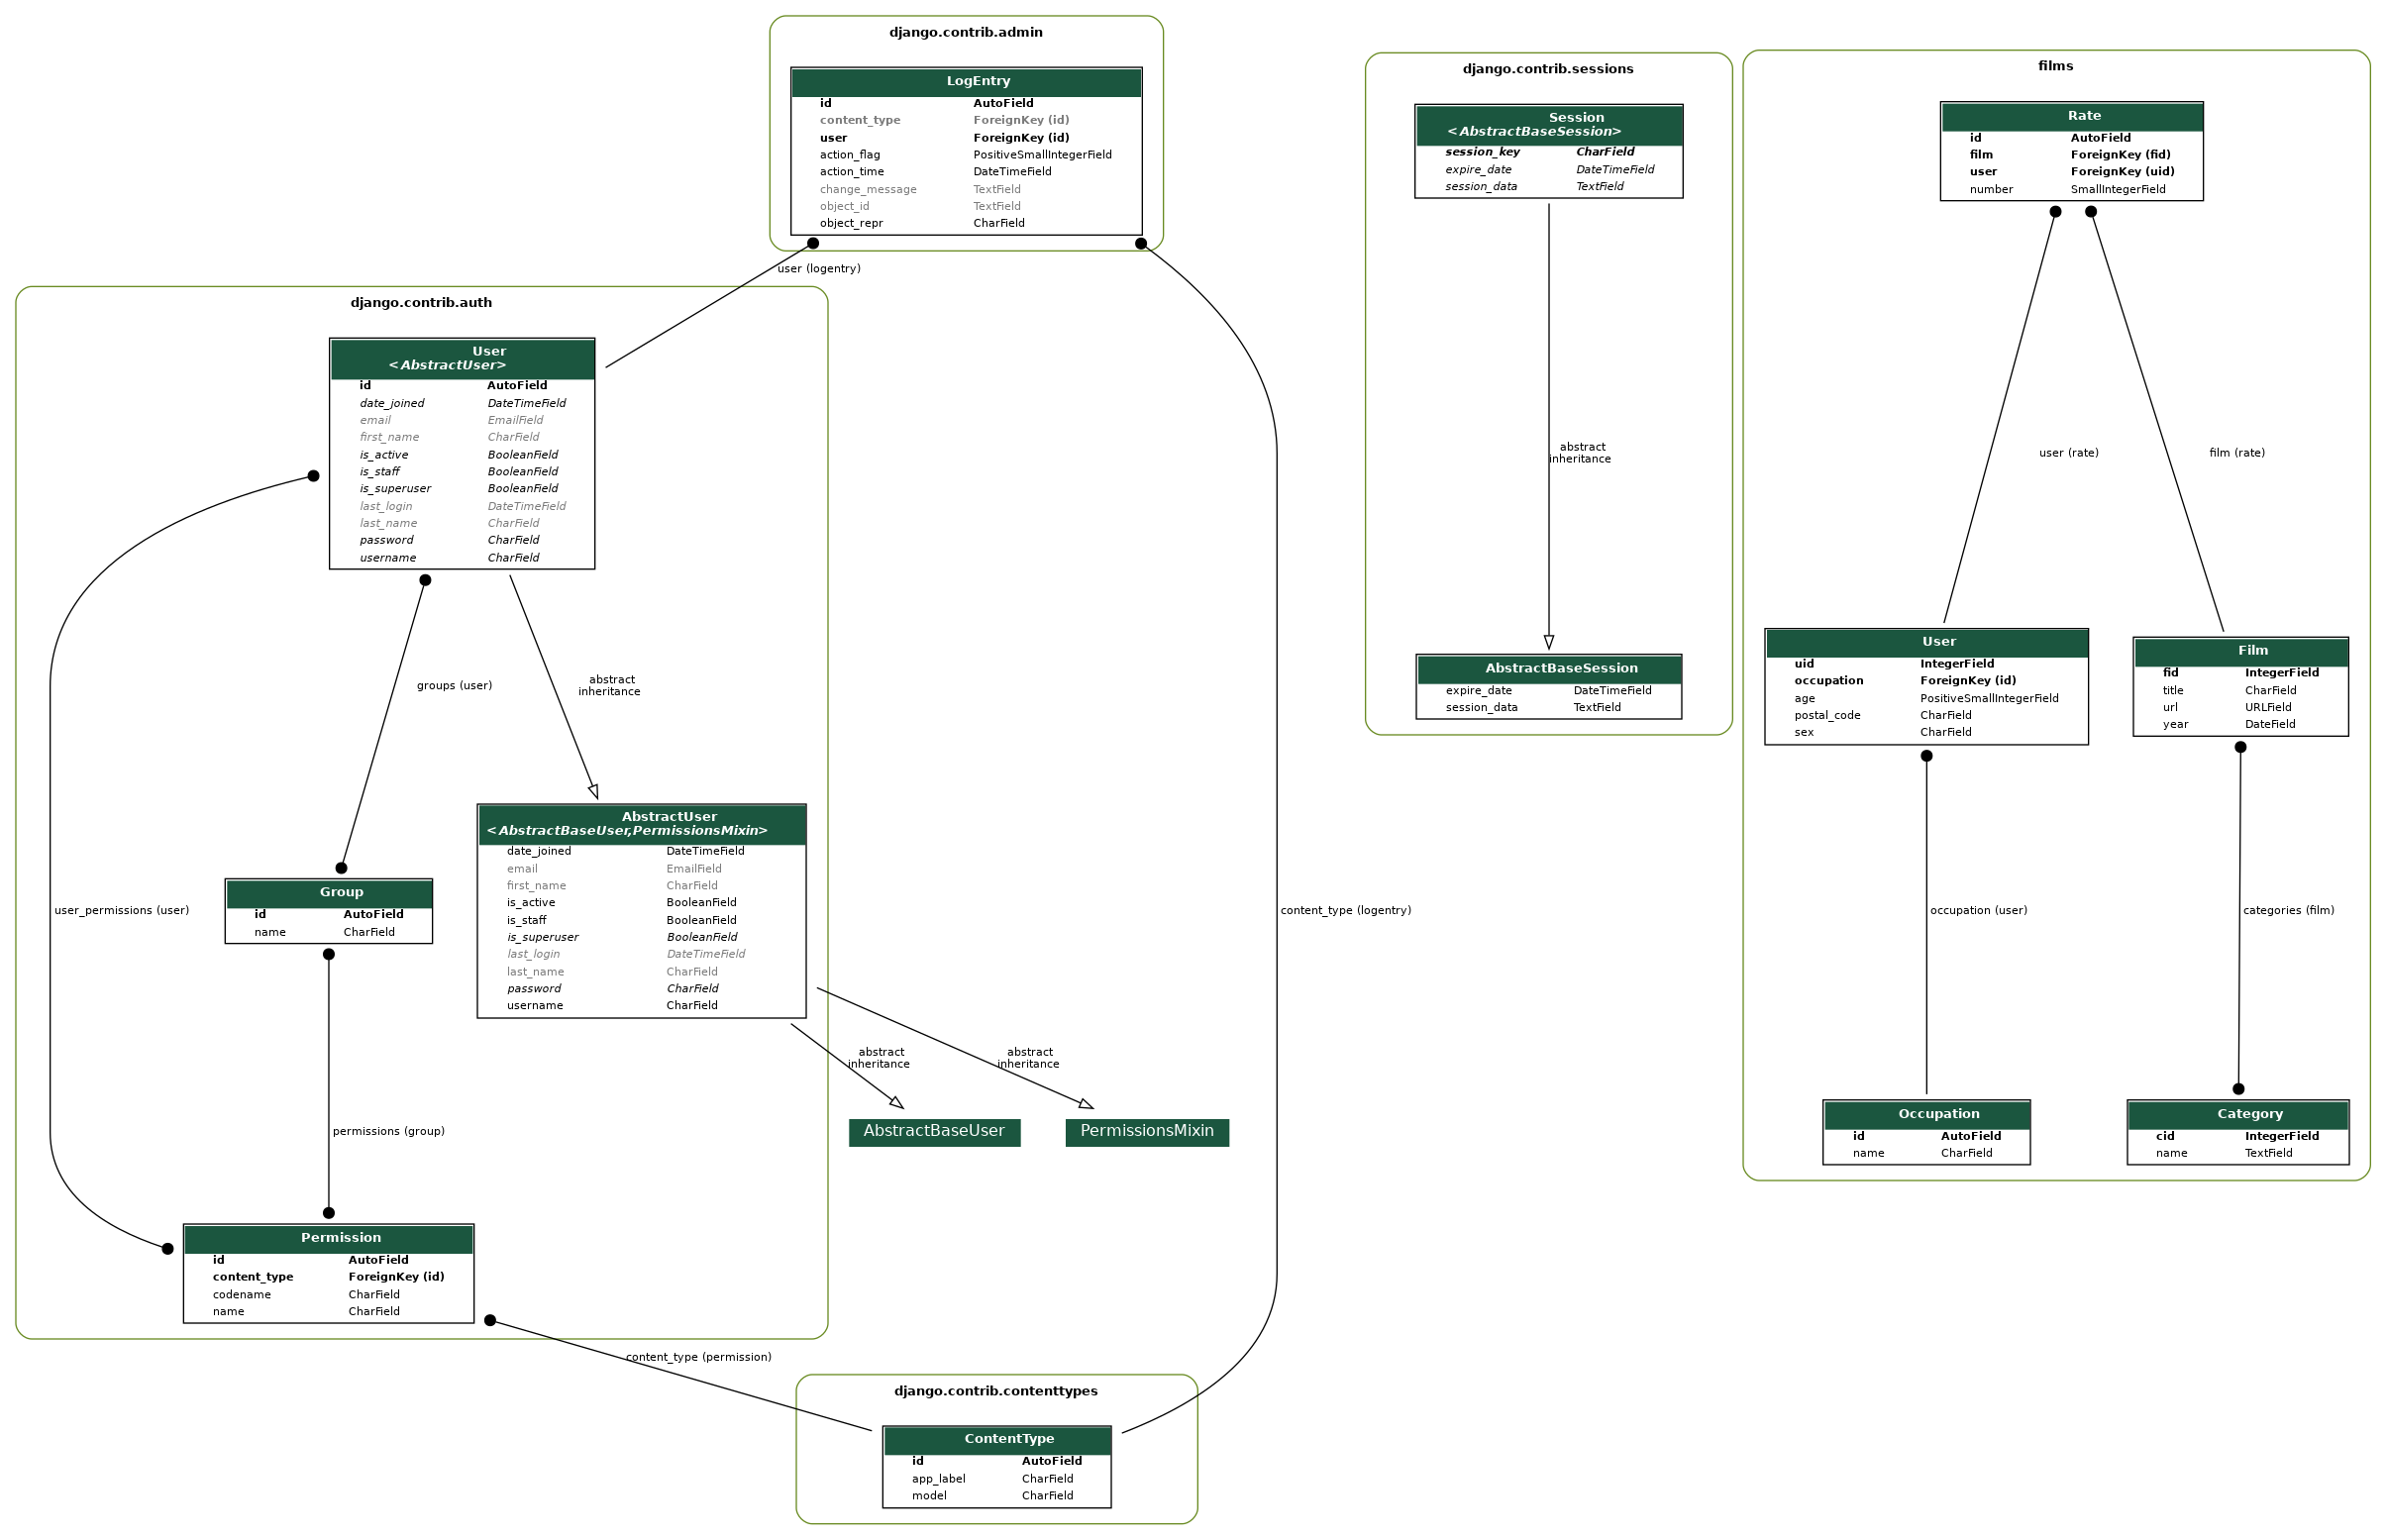 django.contrib.admin
LogEntry
id AutoField
content_type ForeignKey (id)
user ForeignKey (id)
action_flag PositiveSmallIntegerField
action_time DateTimeField
change_message TextField
object_id TextField
object_repr CharField
user (logentry)
django.contrib.auth
User
<AbstractUser>
id AutoField
date_joined DateTimeField
email EmailField
first_name CharField
is_active BooleanField
is_staff BooleanField
is_superuser BooleanField
last_login DateTimeField
last_name CharField
password CharField
username CharField
groups (user)
abstract
inheritance
AbstractUser
<AbstractBaseUser,PermissionsMixin>
date_joined DateTimeField
email EmailField
first_name CharField
is_active BooleanField
is_staff BooleanField
is_superuser BooleanField
last_login DateTimeField
last_name CharField
password CharField
username CharField
Group
id AutoField
name CharField
user_permissions (user)
abstract
inheritance
abstract
inheritance
AbstractBaseUser
PermissionsMixin
permissions (group)
Permission
id AutoField
content_type ForeignKey (id)
codename CharField
name CharField
content_type (permission)
content_type (logentry)
django.contrib.contenttypes
ContentType
id AutoField
app_label CharField
model CharField
django.contrib.sessions
Session
<AbstractBaseSession>
session_key CharField
expire_date DateTimeField
session_data TextField
abstract
inheritance
AbstractBaseSession
expire_date DateTimeField
session_data TextField
films
Rate
id AutoField
film ForeignKey (fid)
user ForeignKey (uid)
number SmallIntegerField
user (rate)
film (rate)
User
uid IntegerField
occupation ForeignKey (id)
age PositiveSmallIntegerField
postal_code CharField
sex CharField
Film
fid IntegerField
title CharField
url URLField
year DateField
occupation (user)
categories (film)
Occupation
id AutoField
name CharField
Category
cid IntegerField
name TextField